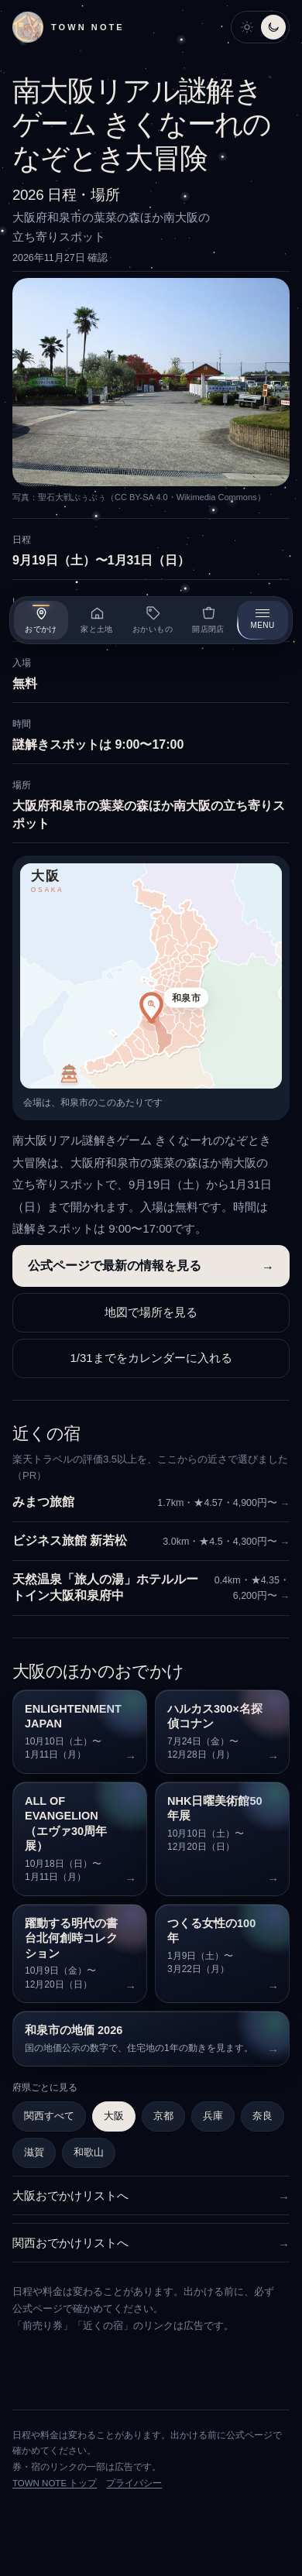 TOWN NOTE
南大阪リアル謎解き
ゲーム きくなーれの
なぞとき大冒険
2026 日程・場所
大阪府和泉市の葉菜の森ほか南大阪の
立ち寄りスポット
2026年11月27日 確認
写真：聖石大戦ぷぅぷぅ（CC BY-SA 4.0・Wikimedia Commons）
日程
9月19日（土）〜1月31日（日）
おでかけ
家と土地
おかいもの
開店閉店
MENU
入場
無料
時間
謎解きスポットは 9:00〜17:00
場所
大阪府和泉市の葉菜の森ほか南大阪の立ち寄りス
ポット
大阪
OSAKA
和泉市
会場は、和泉市のこのあたりです
南大阪リアル謎解きゲーム きくなーれのなぞとき
大冒険は、大阪府和泉市の葉菜の森ほか南大阪の
立ち寄りスポットで、9月19日（土）から1月31日
（日）まで開かれます。入場は無料です。時間は
謎解きスポットは 9:00〜17:00です。
公式ページで最新の情報を見る →
地図で場所を見る
1/31までをカレンダーに入れる
近くの宿
楽天トラベルの評価3.5以上を、ここからの近さで選びました
（PR）
みまつ旅館 1.7km・★4.57・4,900円〜 →
ビジネス旅館 新若松 3.0km・★4.5・4,300円〜 →
天然温泉「旅人の湯」ホテルルー
トイン大阪和泉府中
0.4km・★4.35・
6,200円〜 →
大阪のほかのおでかけ
ENLIGHTENMENT
JAPAN
10月10日（土）〜
1月11日（月） →
ハルカス300×名探
偵コナン
7月24日（金）〜
12月28日（月） →
ALL OF
EVANGELION
（エヴァ30周年
展）
10月18日（日）〜
1月11日（月） →
NHK日曜美術館50
年展
10月10日（土）〜
12月20日（日）
→
躍動する明代の書
台北何創時コレク
ション
10月9日（金）〜
12月20日（日） →
つくる女性の100
年
1月9日（土）〜
3月22日（月）
→
和泉市の地価 2026
国の地価公示の数字で、住宅地の1年の動きを見ます。 →
府県ごとに見る
関西すべて
大阪
京都
兵庫
奈良
滋賀
和歌山
大阪おでかけリストへ →
関西おでかけリストへ →
日程や料金は変わることがあります。出かける前に、必ず
公式ページで確かめてください。
「前売り券」「近くの宿」のリンクは広告です。
日程や料金は変わることがあります。出かける前に公式ページで
確かめてください。
券・宿のリンクの一部は広告です。
TOWN NOTE トップ プライバシー